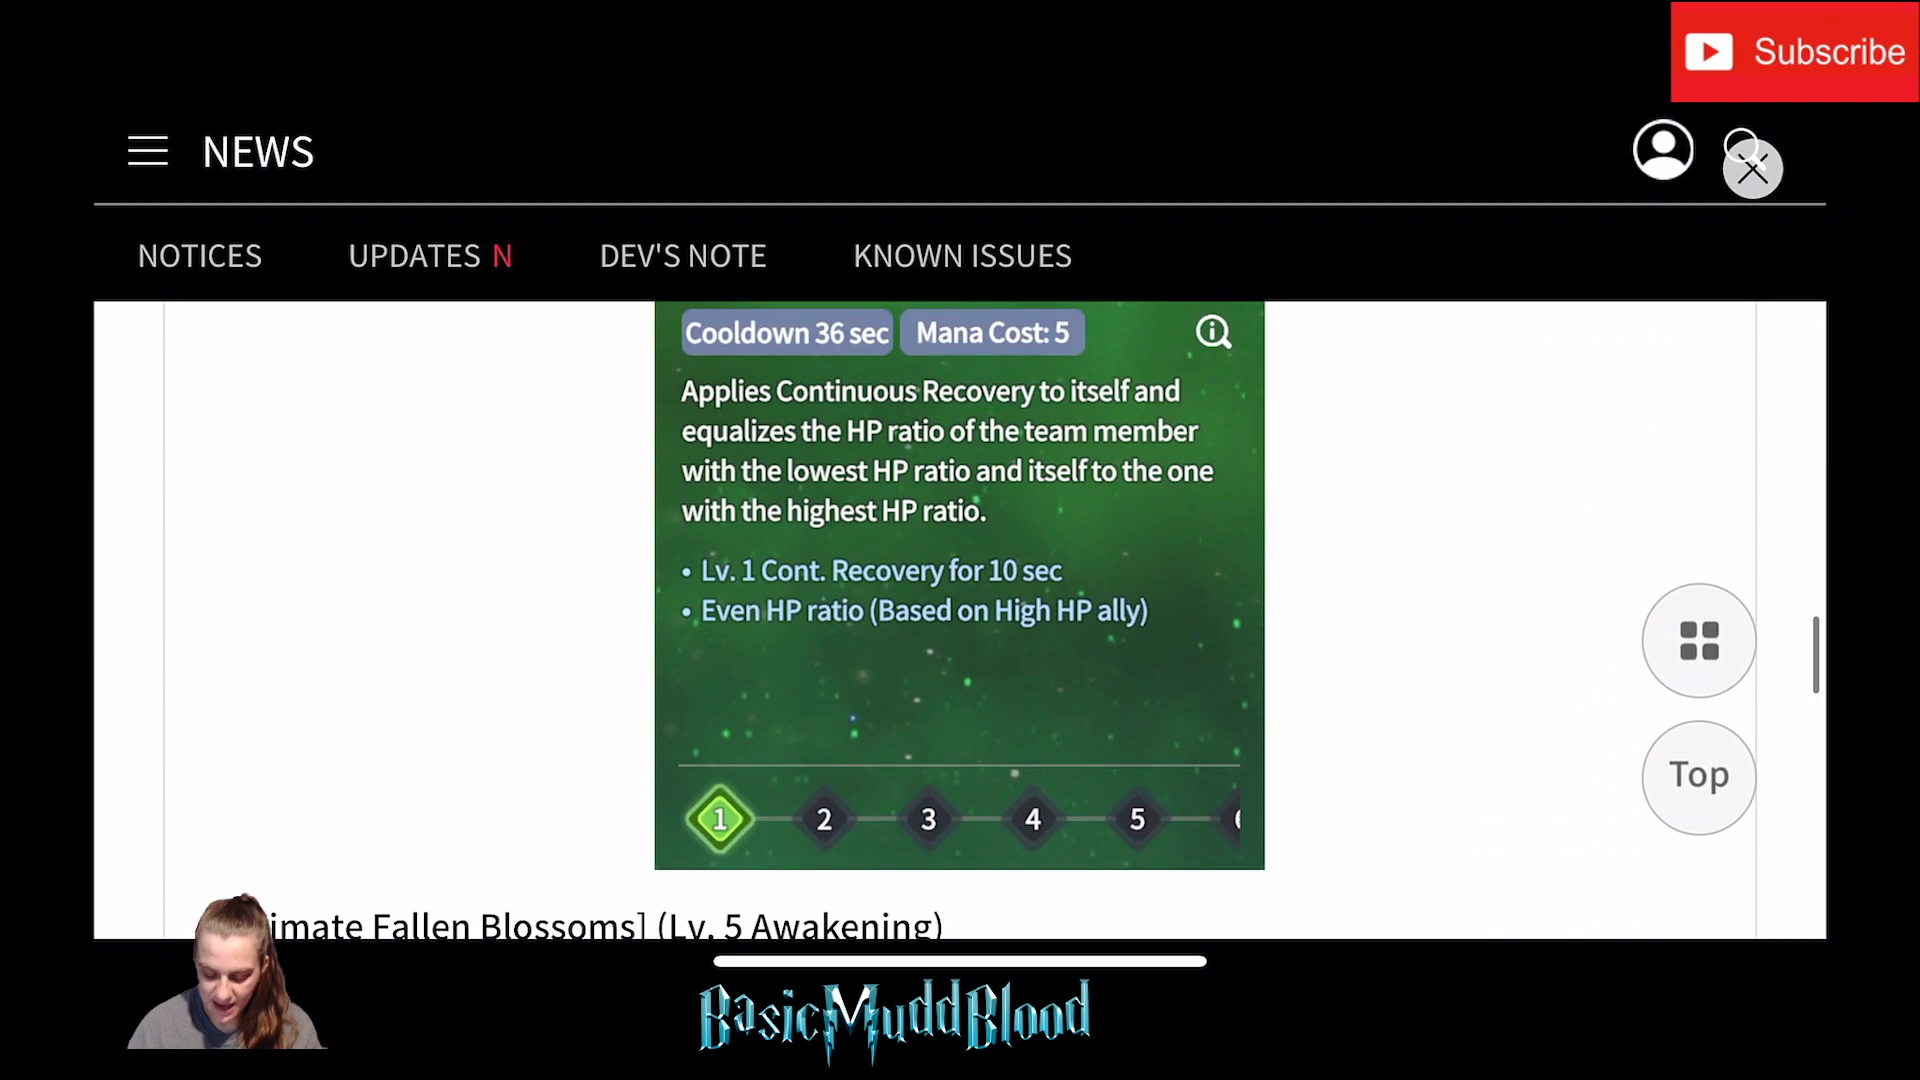 Subscribe
NEWS
NOTICES UPDATES N DEV'S NOTE KNOWN ISSUES
Cooldown 36 sec Mana Cost: 5
Applies Continuous Recovery to itself and
equalizes the HP ratio of the team member
with the lowest HP ratio and itself to the one
with the highest HP ratio.
• Lv. 1 Cont. Recovery for 10 sec
• Even HP ratio (Based on High HP ally)
1 2 3 4 5
Top
Fallen Blossoms] (Lv. 5 Awakening)
BasicMuddBlood